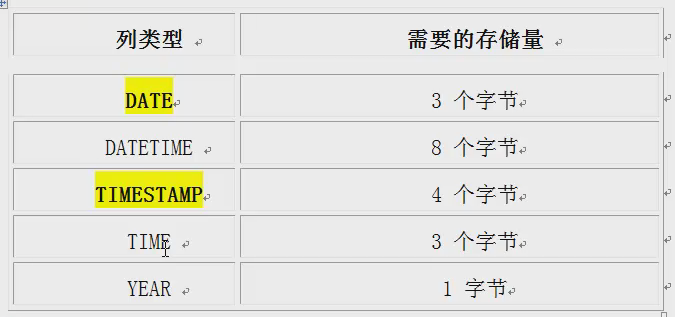 列类型 需要的存储量
DATE 3 个字节
DATETIME 8 个字节
TIMESTAMP 4 个字节
TIME 3 个字节
YEAR 1 字节